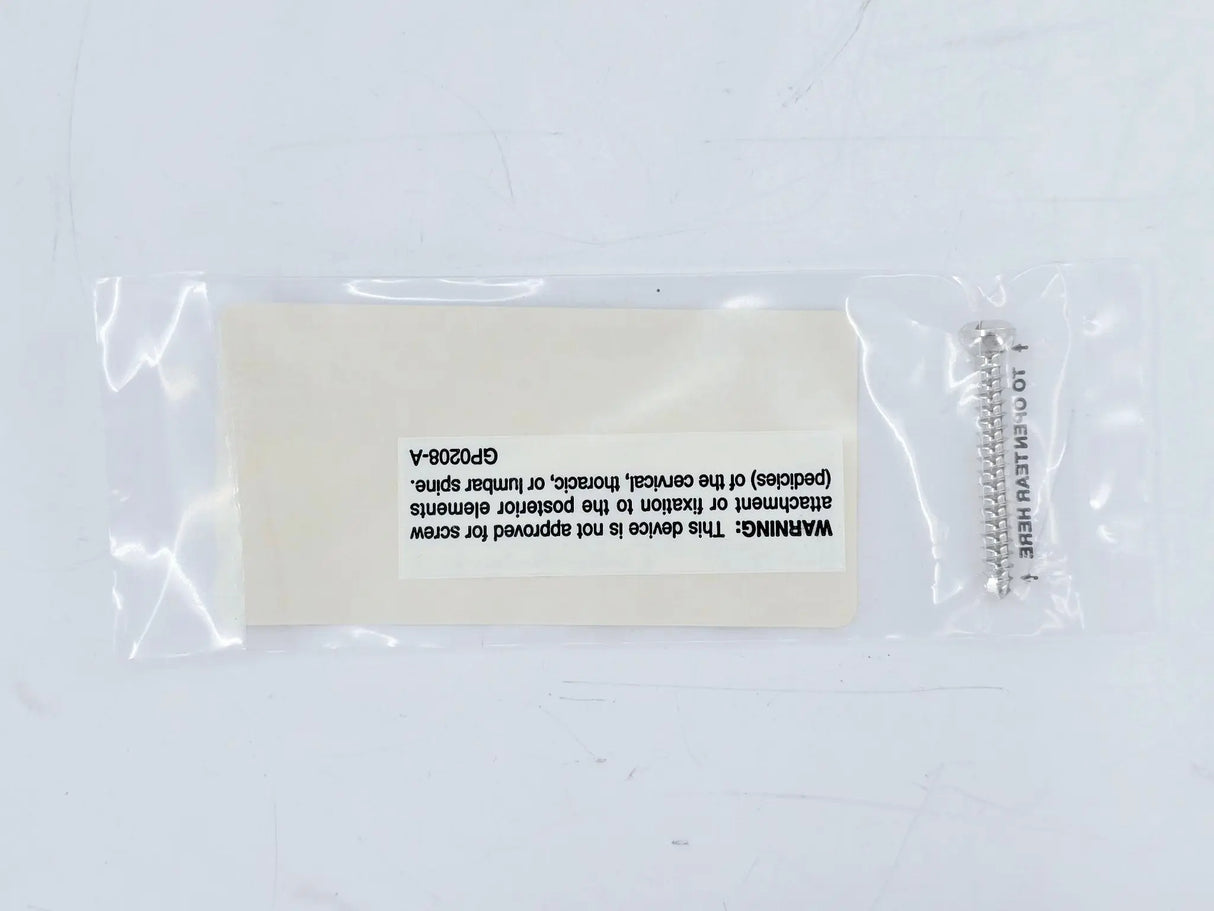 WARNING: This device is not approved for screw
attachment or fixation to the posterior elements
(pedicles) of the cervical, thoracic, or lumbar spine.
GP0208-A
TO OPEN TEAR HERE